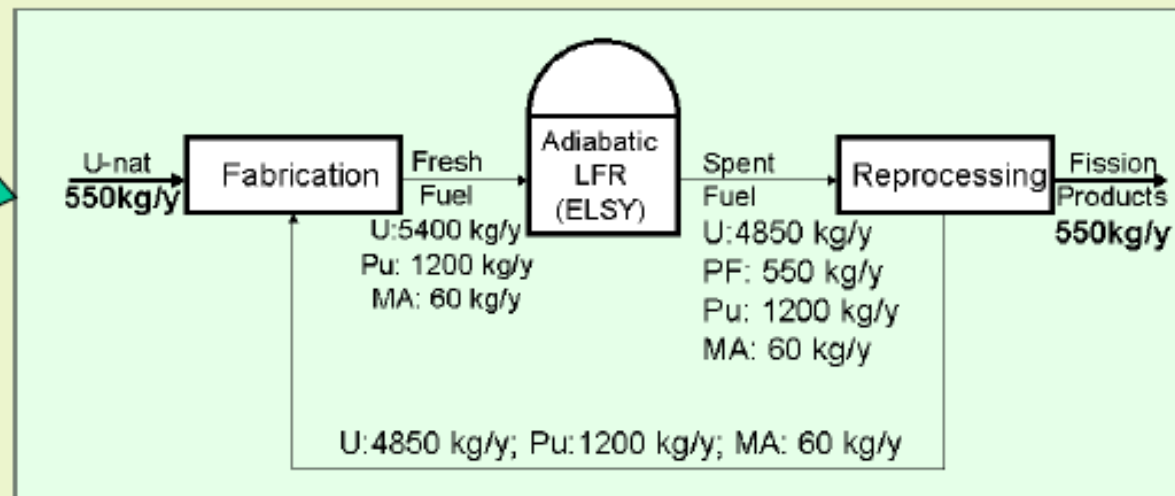 U-nat
550kg/y
Fabrication
Fresh
Fuel
U:5400 kg/y
Pu: 1200 kg/y
MA: 60 kg/y
Adiabatic
LFR
(ELSY)
Spent
Fuel
U:4850 kg/y
PF: 550 kg/y
Pu: 1200 kg/y
MA: 60 kg/y
Reprocessing
Fission
Products
550kg/y
U:4850 kg/y; Pu:1200 kg/y; MA: 60 kg/y